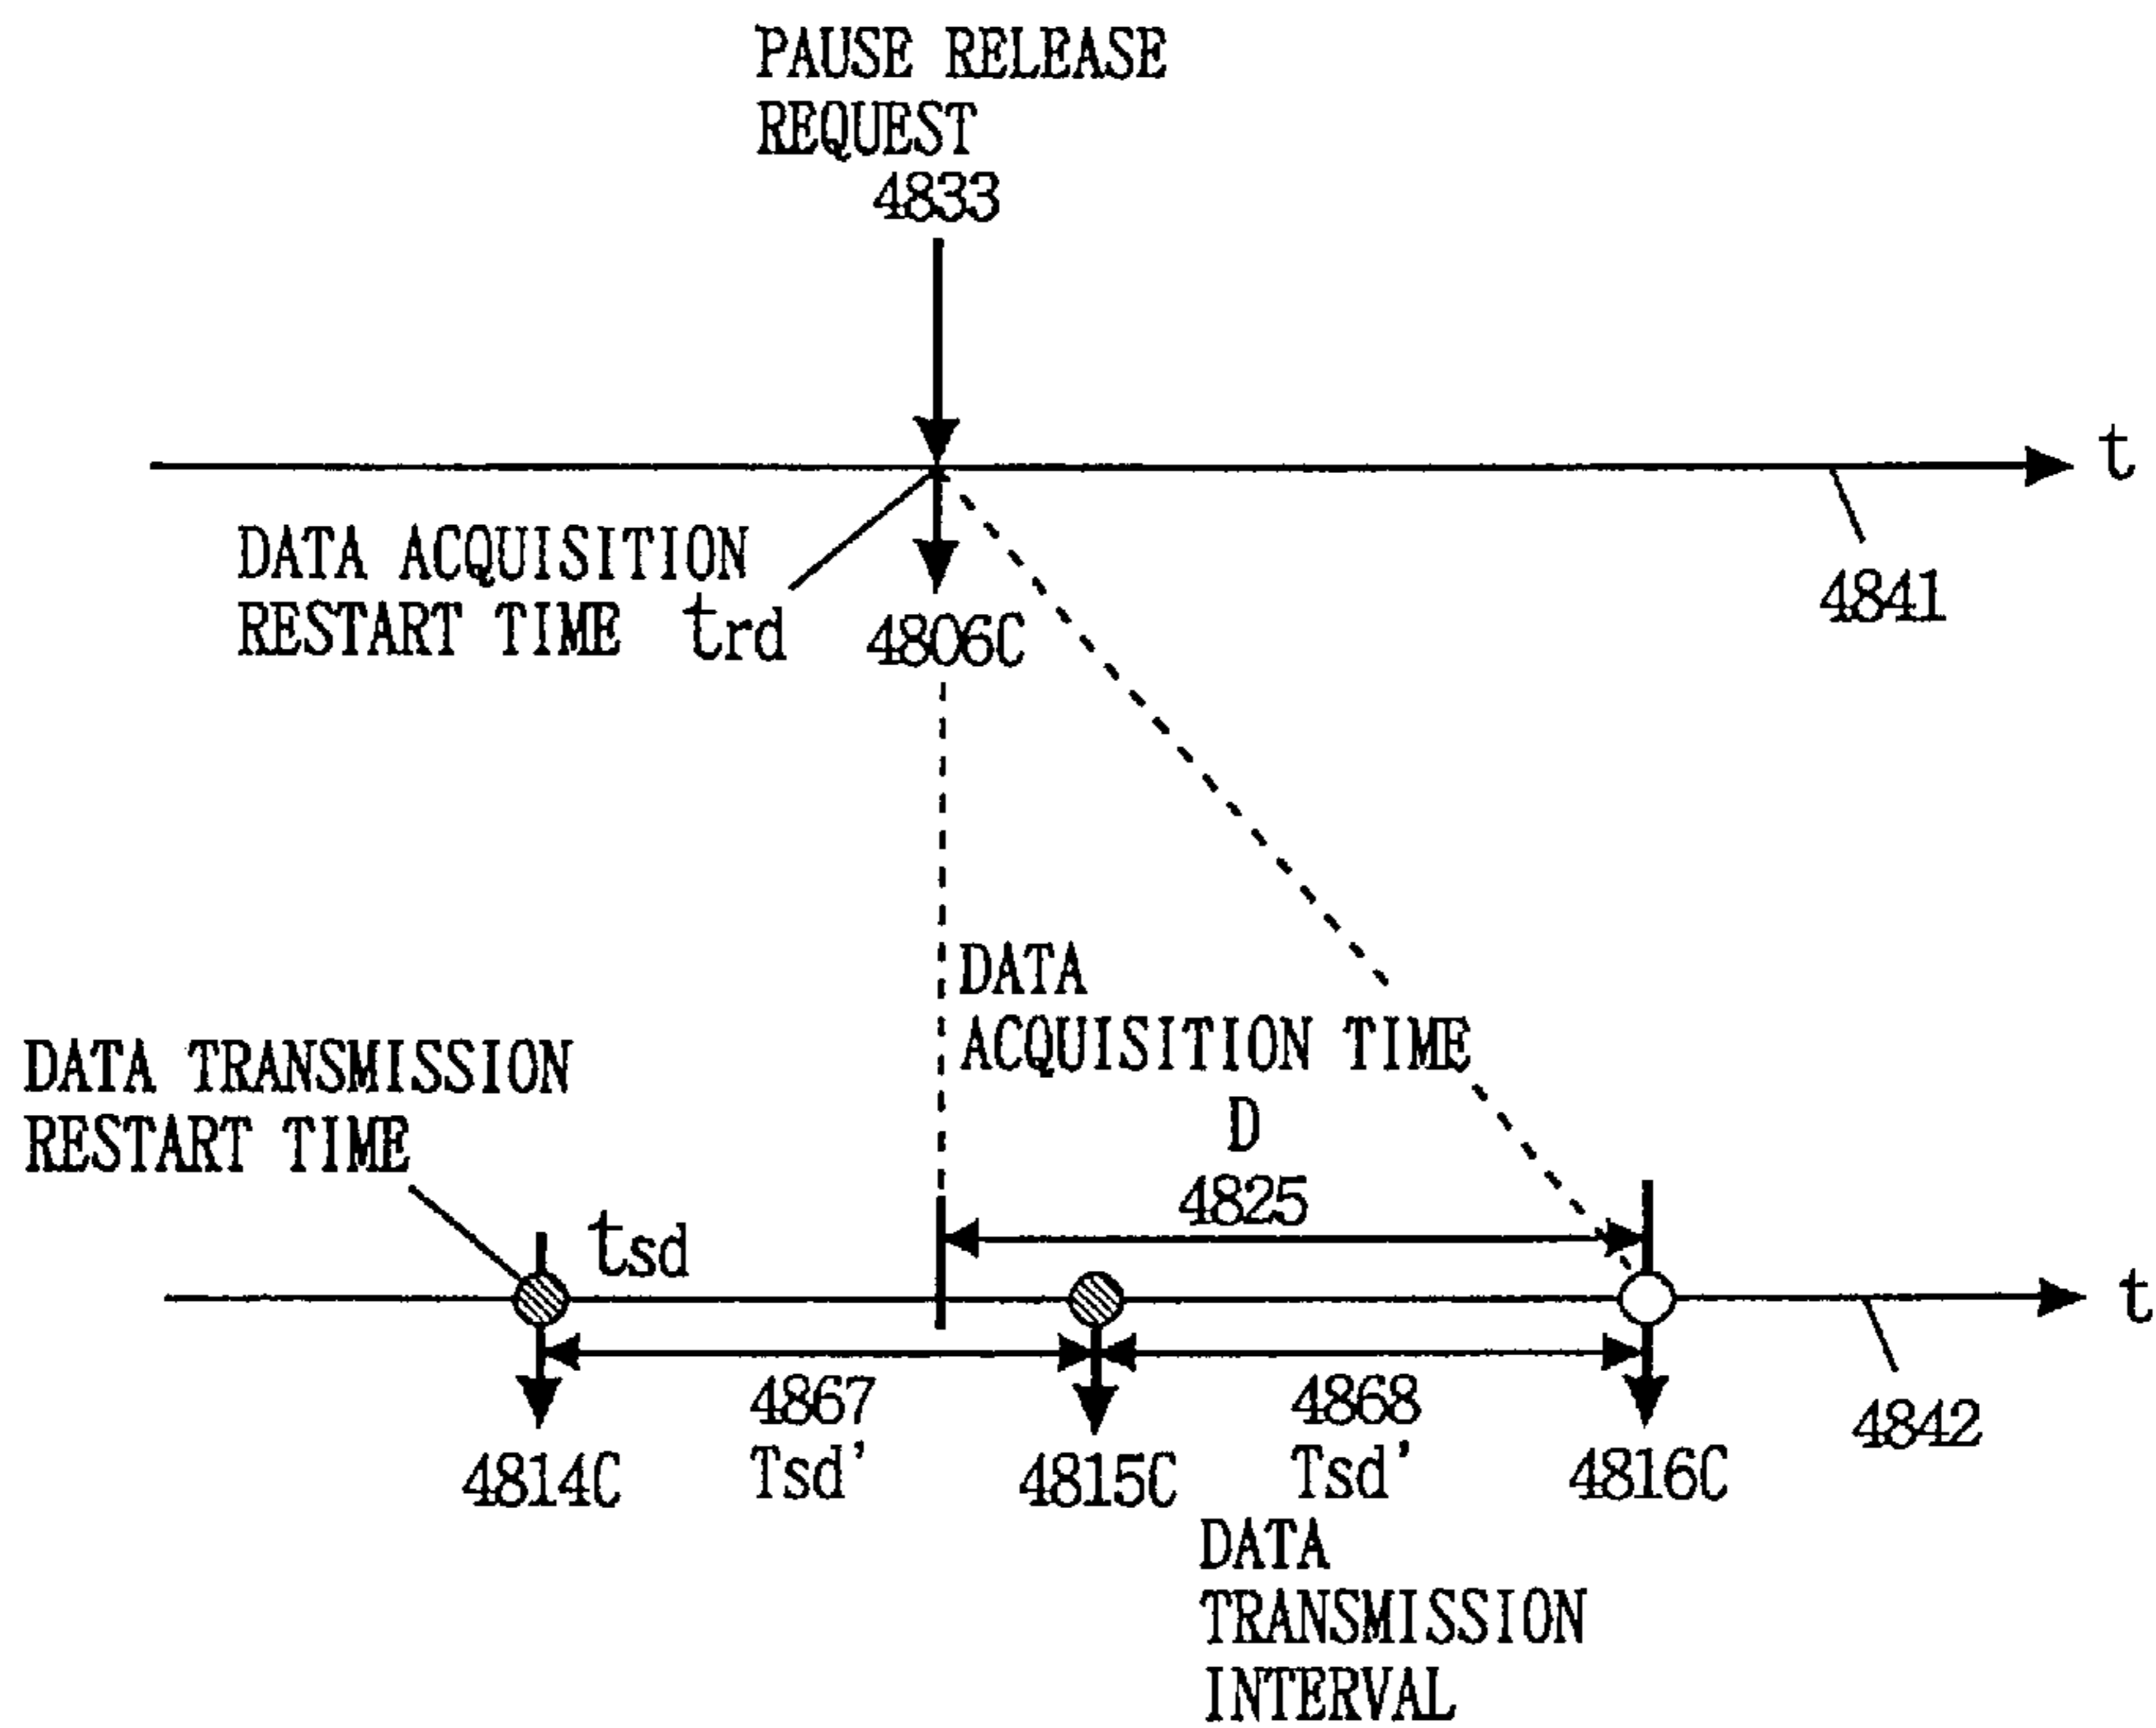 PAUSE RELEASE
REQUEST
4833
t
DATA ACQUISITION
RESTART TIME trd
4806C
4841
DATA
ACQUISITION TIME
D
4825
DATA TRANSMISSION
RESTART TIME
tsd
t
4867
Tsd'
4868
Tsd'
4842
4814C
4815C
4816C
DATA
TRANSMISSION
INTERVAL